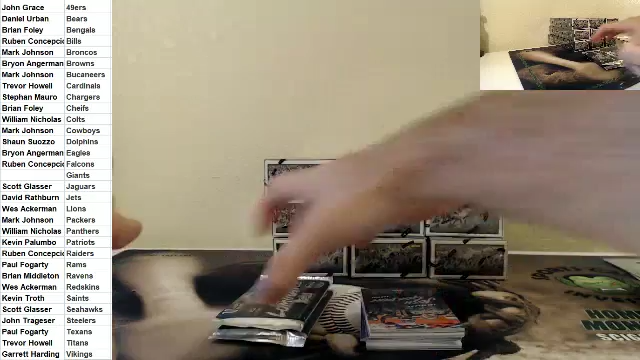 John Grace 49ers
Daniel Urban Bears
Brian Foley Bengals
Ruben Concepcio Bills
Mark Johnson Broncos
Bryon Angerman Browns
Mark Johnson Bucaneers
Trevor Howell Cardinals
Stephan Mauro Chargers
Brian Foley Cheifs
William Nicholas Colts
Mark Johnson Cowboys
Shaun Suozzo Dolphins
Bryon Angerman Eagles
Ruben Concepcio Falcons
Giants
Scott Glasser Jaguars
David Rathburn Jets
Wes Ackerman Lions
Mark Johnson Packers
William Nicholas Panthers
Kevin Palumbo Patriots
Ruben Concepcio Raiders
Paul Fogarty Rams
Brian Middleton Ravens
Wes Ackerman Redskins
Kevin Troth Saints
Scott Glasser Seahawks
John Trageser Steelers
Paul Fogarty Texans
Trevor Howell Titans
Garrett Harding Vikings